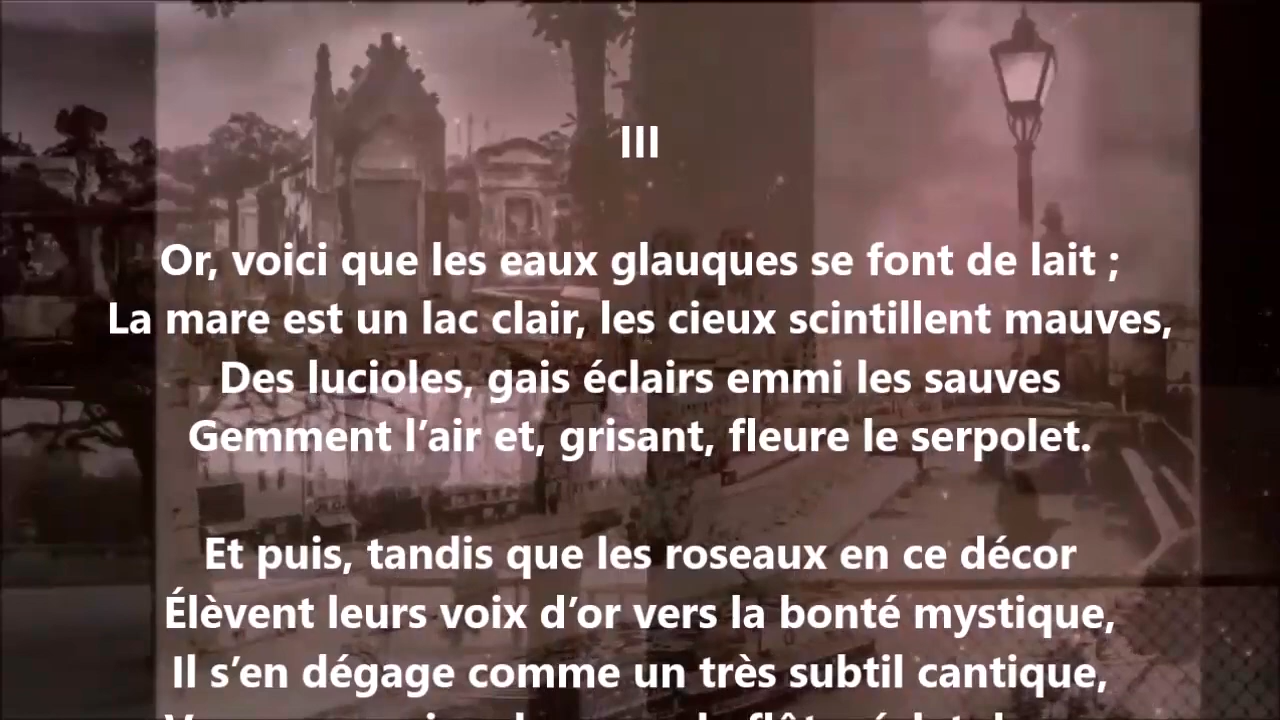 III
Or, voici que les eaux glauques se font de lait ;
La mare est un lac clair, les cieux scintillent mauves,
Des lucioles, gais éclairs emmi les sauves
Gemment l’air et, grisant, fleure le serpolet.
Et puis, tandis que les roseaux en ce décor
Élèvent leurs voix d’or vers la bonté mystique,
Il s’en dégage comme un très subtil cantique,